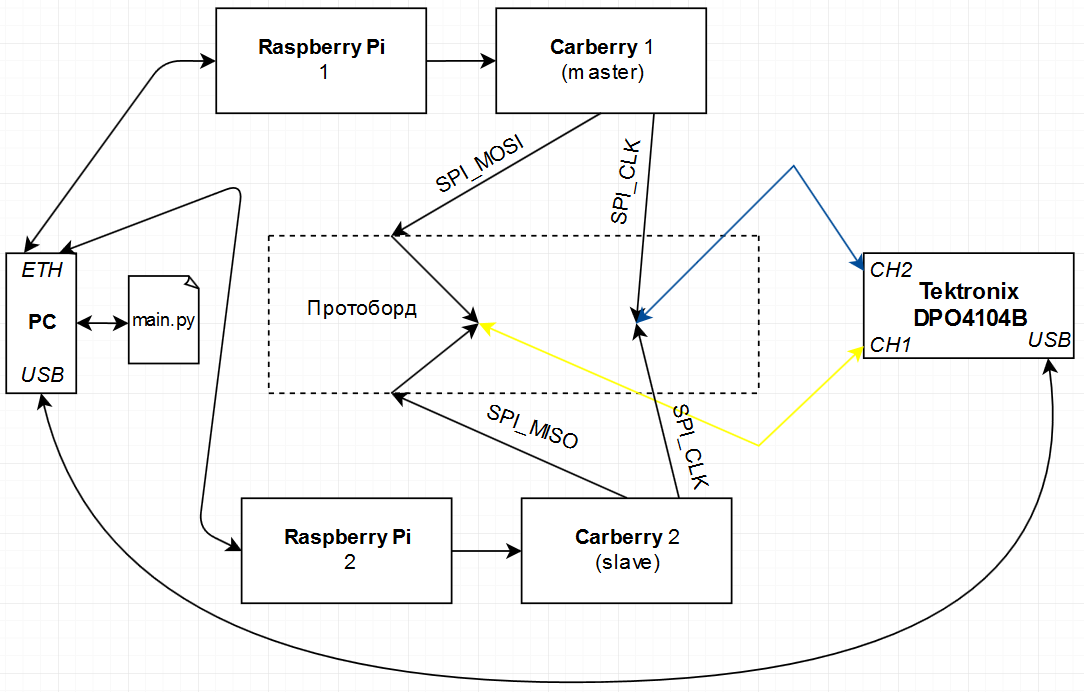 Raspberry Pi
1
Carberry 1
(master)
SPI_MOSI
SPI_CLK
ETH
PC
USB
main.py
Протоборд
CH2
Tektronix
DPO4104B
USB
CH1
SPI_MISO
SPI_CLK
Raspberry Pi
2
Carberry 2
(slave)